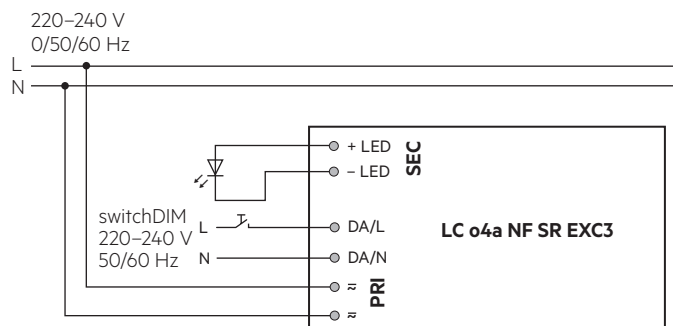 220–240 V
0/50/60 Hz
L
N
+ LED
– LED
SEC
switchDIM
220–240 V
50/60 Hz
L
N
DA/L
DA/N
LC o4a NF SR EXC3
PRI